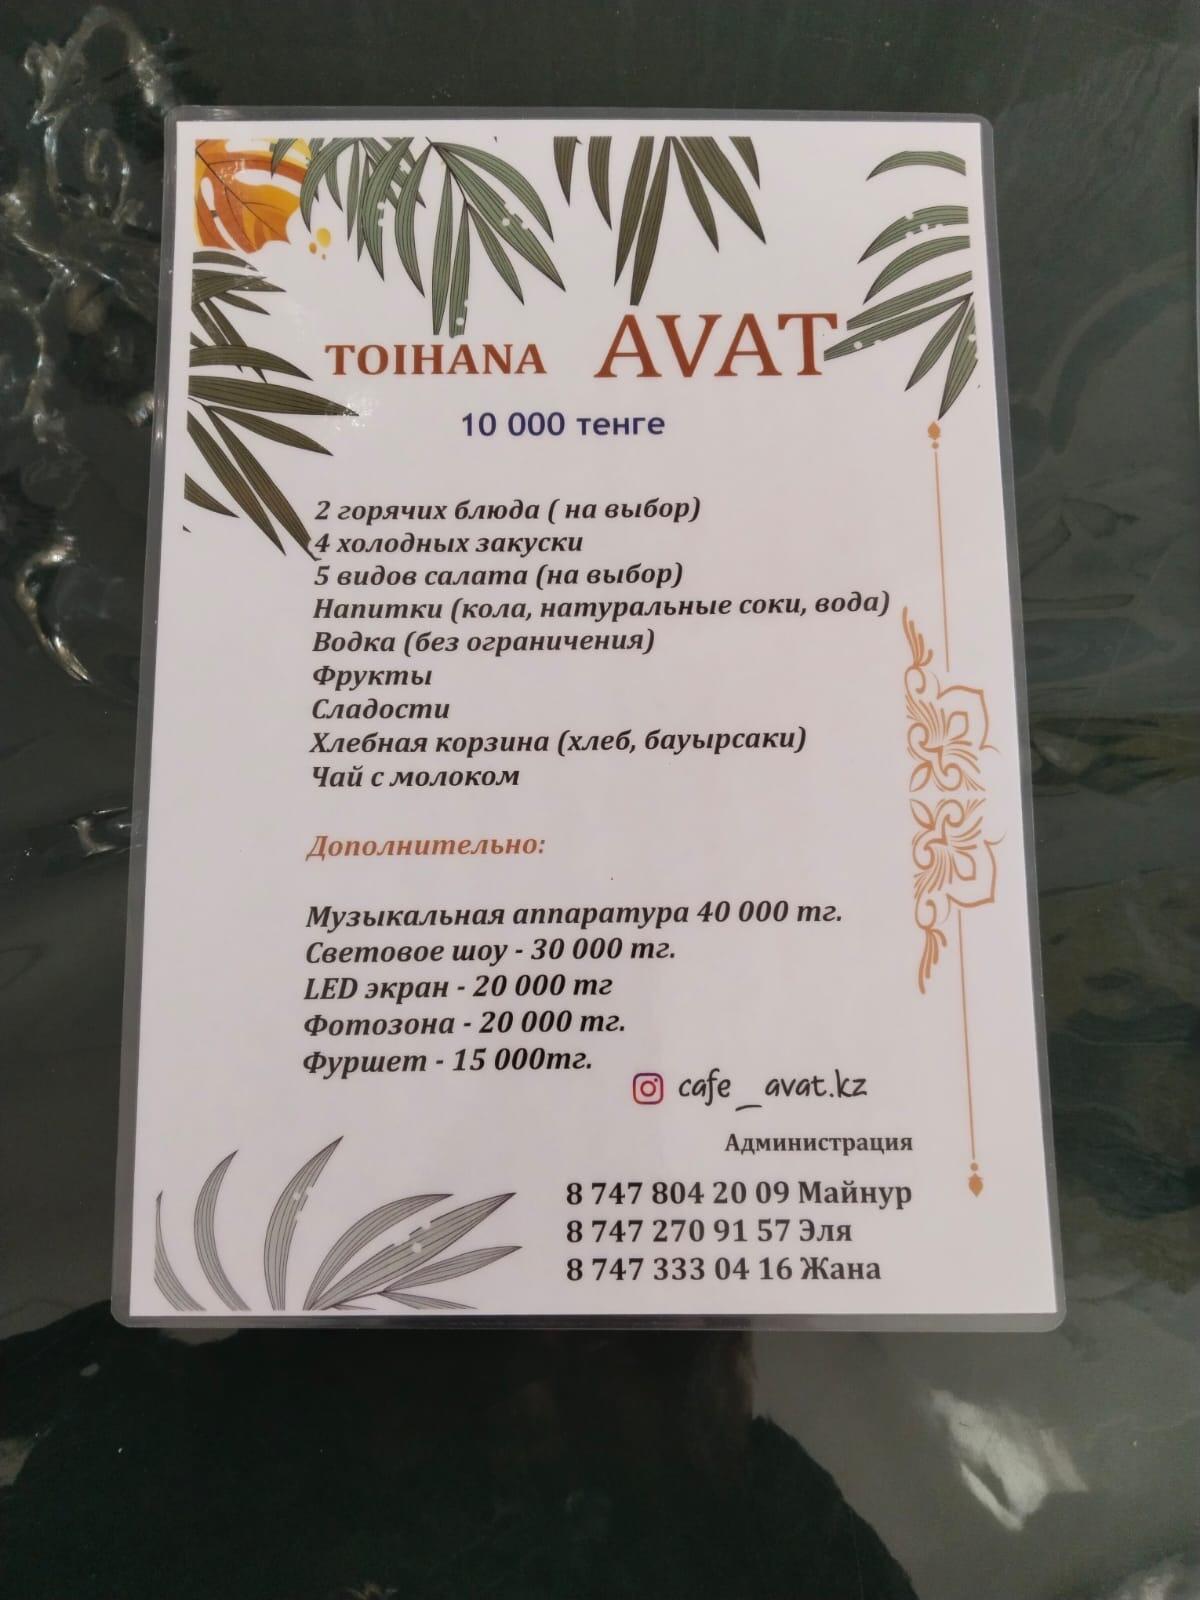 TOIHANA AVAT
10 000 тенге
2 горячих блюда ( на выбор)
4 холодных закуски
5 видов салата (на выбор)
Напитки (кола, натуральные соки, вода)
Водка (без ограничения)
Фрукты
Сладости
Хлебная корзина (хлеб, бауырсаки)
Чай с молоком
Дополнительно:
Музыкальная аппаратура 40 000 тг.
Световое шоу - 30 000 тг.
LED экран - 20 000 тг
Фотозона - 20 000 тг.
Фуршет - 15 000тг.
cafe_avat.kz
Администрация
8 747 804 20 09 Майнур
8 747 270 91 57 Эля
8 747 333 04 16 Жана